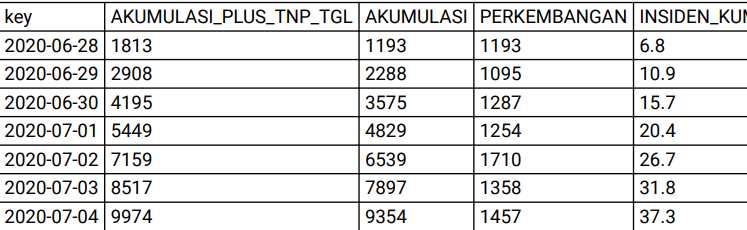 key AKUMULASI_PLUS_TNP_TGL AKUMULASI PERKEMBANGAN INSIDEN_KUM
2020-06-28 1813 1193 1193 6.8
2020-06-29 2908 2288 1095 10.9
2020-06-30 4195 3575 1287 15.7
2020-07-01 5449 4829 1254 20.4
2020-07-02 7159 6539 1710 26.7
2020-07-03 8517 7897 1358 31.8
2020-07-04 9974 9354 1457 37.3